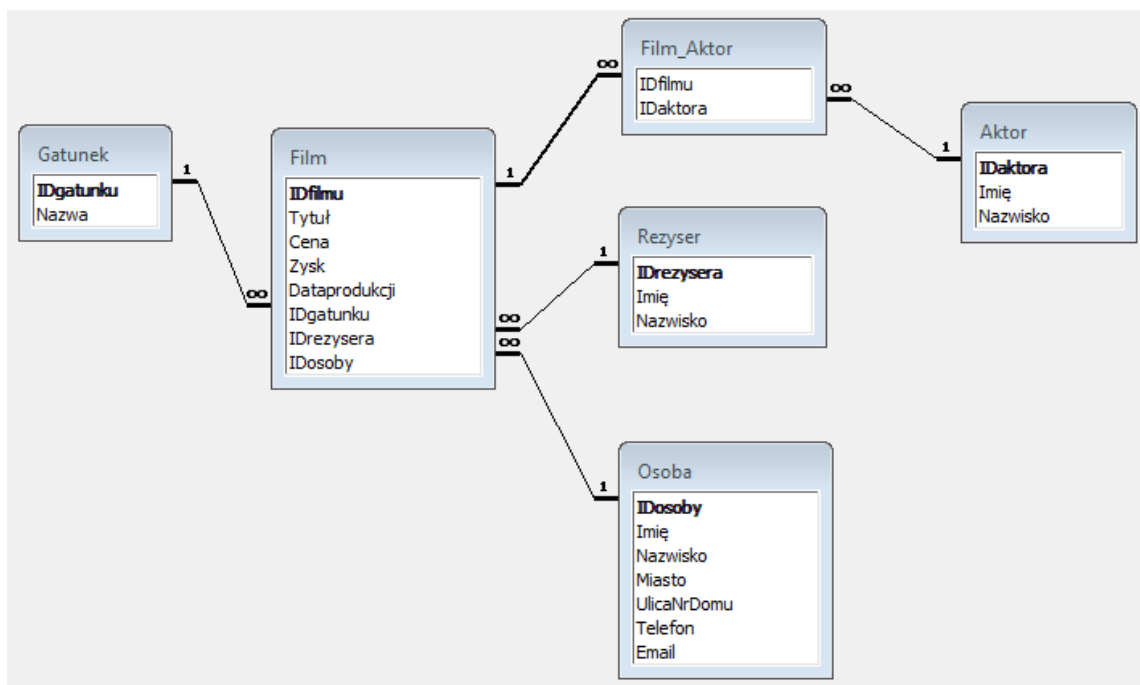 Gatunek
IDgatunku
Nazwa
1
∞
Film
IDfilmu
Tytuł
Cena
Zysk
Dataprodukcji
IDgatunku
IDrezysera
IDosoby
1
∞
∞
∞
Film_Aktor
IDfilmu
IDaktora
∞
1
Aktor
IDaktora
Imię
Nazwisko
1
Rezyser
IDrezysera
Imię
Nazwisko
1
Osoba
IDosoby
Imię
Nazwisko
Miasto
UlicaNrDomu
Telefon
Email